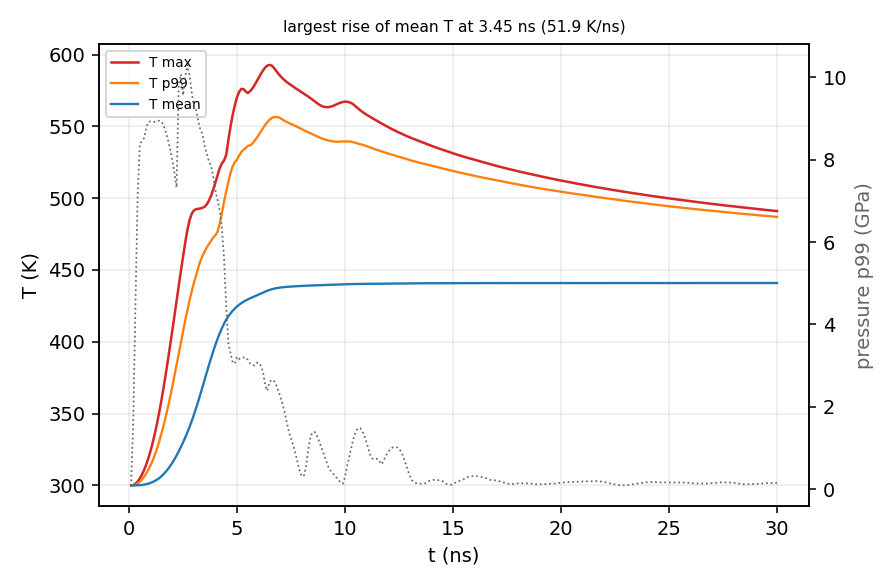 largest rise of mean T at 3.45 ns (51.9 K/ns)
T max
T p99
T mean
600
550
500
450
400
350
300
T (K)
10
8
6
4
2
0
pressure p99 (GPa)
0 5 10 15 20 25 30
t (ns)